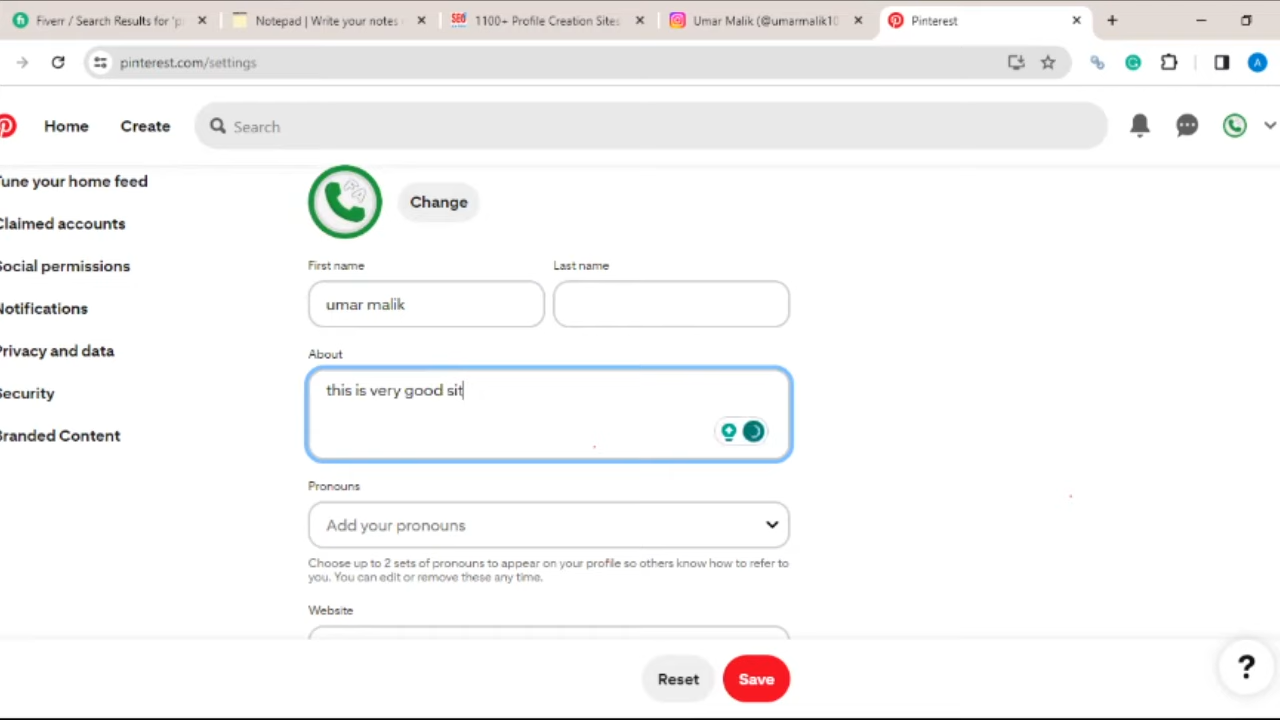 Fiverr / Search Results for 'p
Notepad | Write your notes
SEO 1100+ Profile Creation Sites
Umar Malik (@umarmalik10
Pinterest
pinterest.com/settings
A
Home
Create
Search
Tune your home feed
Change
Claimed accounts
Social permissions
First name
Last name
Notifications
umar malik
Privacy and data
About
Security
this is very good sit
Branded Content
Pronouns
Add your pronouns
Choose up to 2 sets of pronouns to appear on your profile so others know how to refer to
you. You can edit or remove these any time.
Website
Reset
Save
?